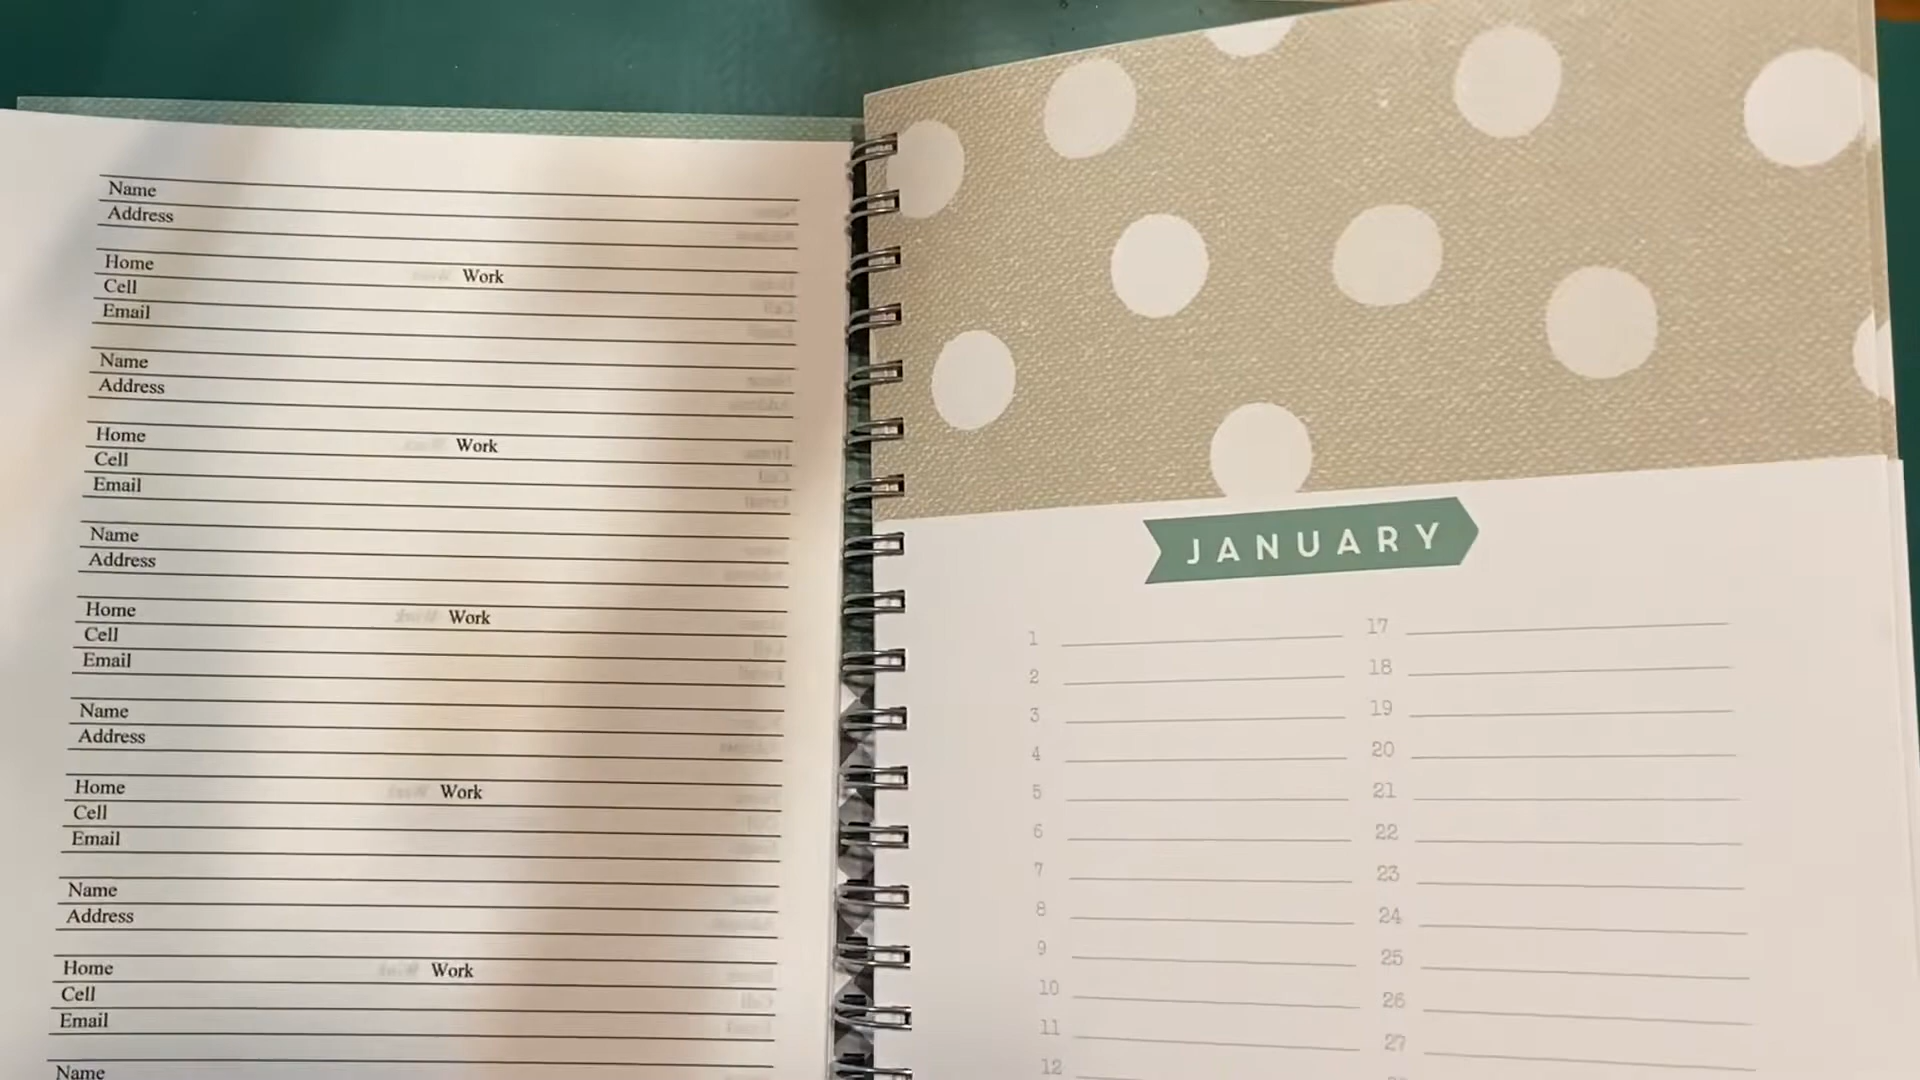 Name
Address
Home Work
Cell
Email
Name
Address
Home Work
Cell
Email
Name
Address
Home Work
Cell
Email
Name
Address
Home Work
Cell
Email
Name
Address
Home Work
Cell
Email
Name
JANUARY
1
2
3
4
5
6
7
8
9
10
11
12
17
18
19
20
21
22
23
24
25
26
27